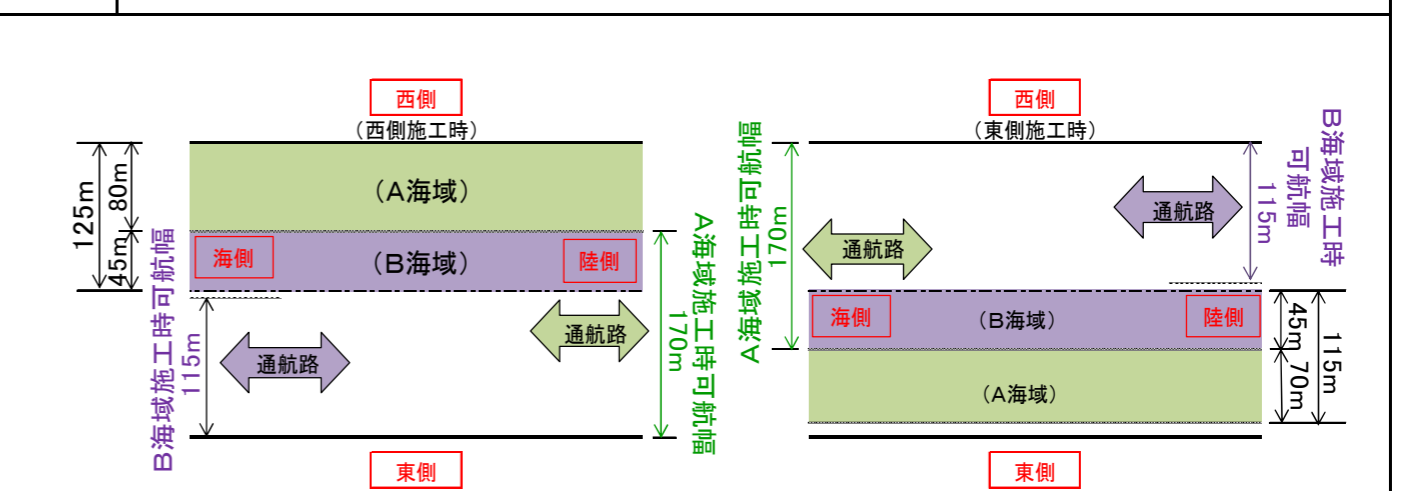 西側
(西側施工時)
125m
80m
45m
(A海域)
海側
(B海域)
陸側
B海域施工時可航幅
115m
通航路
通航路
A海域施工時可航幅
170m
東側
西側
(東側施工時)
A海域施工時可航幅
170m
通航路
通航路
B海域施工時
可航幅
115m
海側
(B海域)
陸側
(A海域)
45m
70m
115m
東側